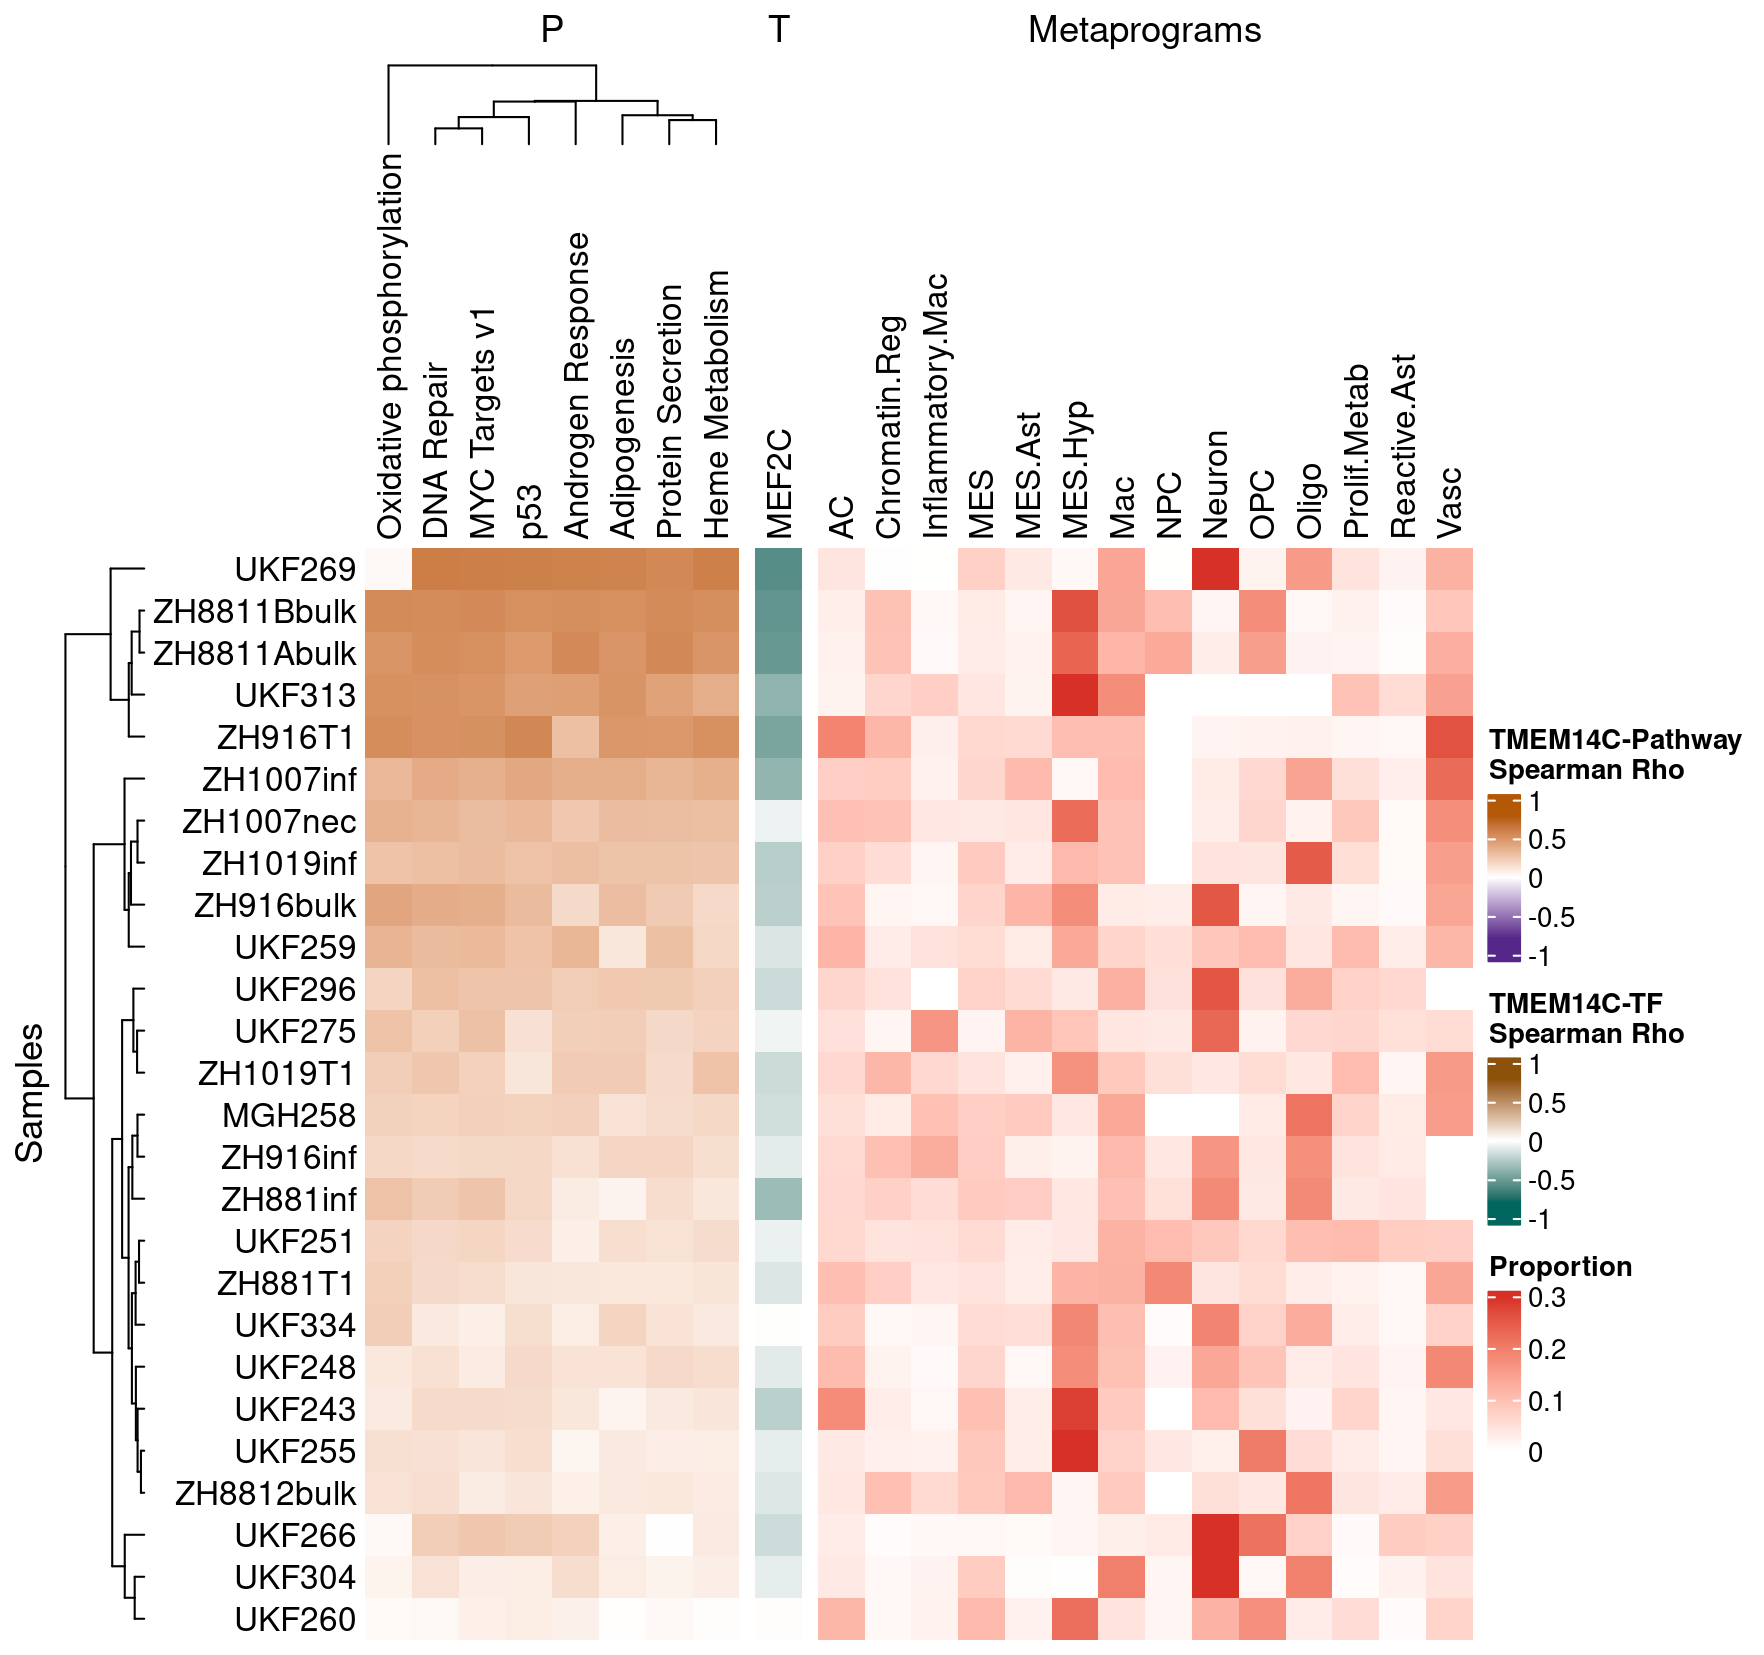 P T Metaprograms
Oxidative phosphorylation
DNA Repair
MYC Targets v1
p53
Androgen Response
Adipogenesis
Protein Secretion
Heme Metabolism
MEF2C
AC
Chromatin.Reg
Inflammatory.Mac
MES
MES.Ast
MES.Hyp
Mac
NPC
Neuron
OPC
Oligo
Prolif.Metab
Reactive.Ast
Vasc
Samples
UKF269
ZH8811Bbulk
ZH8811Abulk
UKF313
ZH916T1
ZH1007inf
ZH1007nec
ZH1019inf
ZH916bulk
UKF259
UKF296
UKF275
ZH1019T1
MGH258
ZH916inf
ZH881inf
UKF251
ZH881T1
UKF334
UKF248
UKF243
UKF255
ZH8812bulk
UKF266
UKF304
UKF260
TMEM14C-Pathway
Spearman Rho
1
0.5
0
-0.5
-1
TMEM14C-TF
Spearman Rho
1
0.5
0
-0.5
-1
Proportion
0.3
0.2
0.1
0